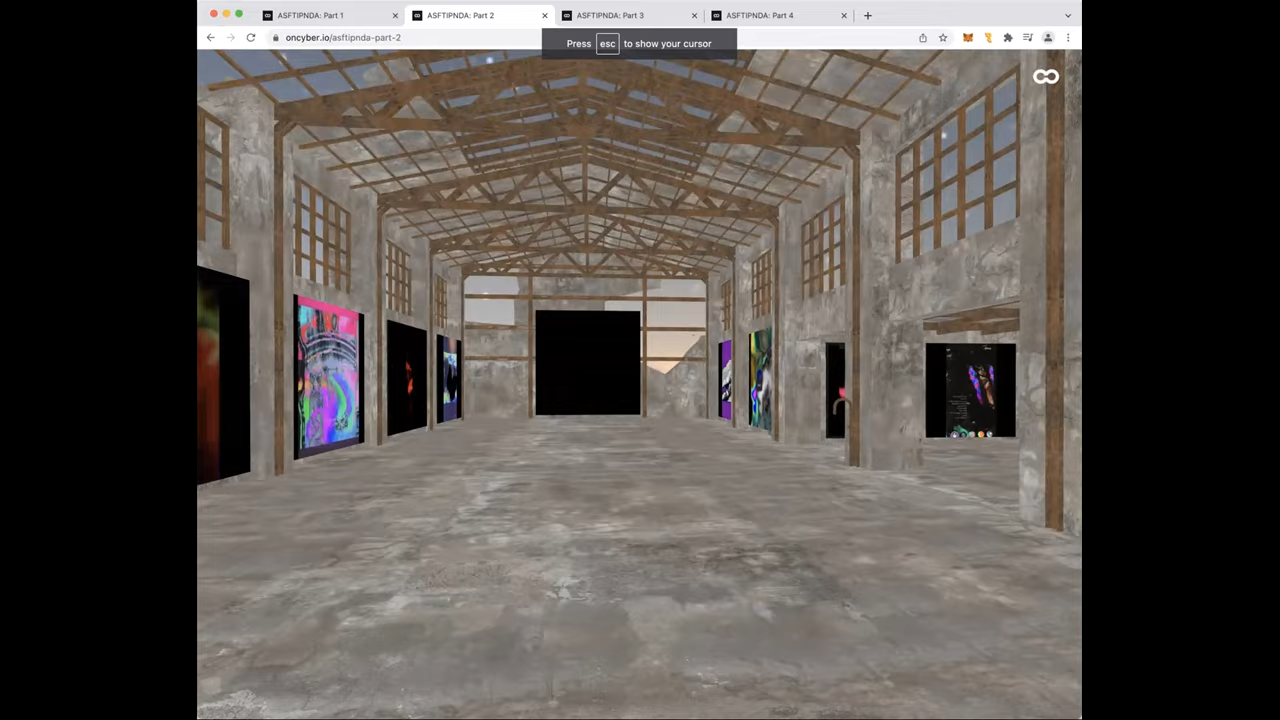 ASFTIPNDA: Part 1
ASFTIPNDA: Part 2
ASFTIPNDA: Part 3
ASFTIPNDA: Part 4
oncyber.io/asftipnda-part-2
Press esc to show your cursor